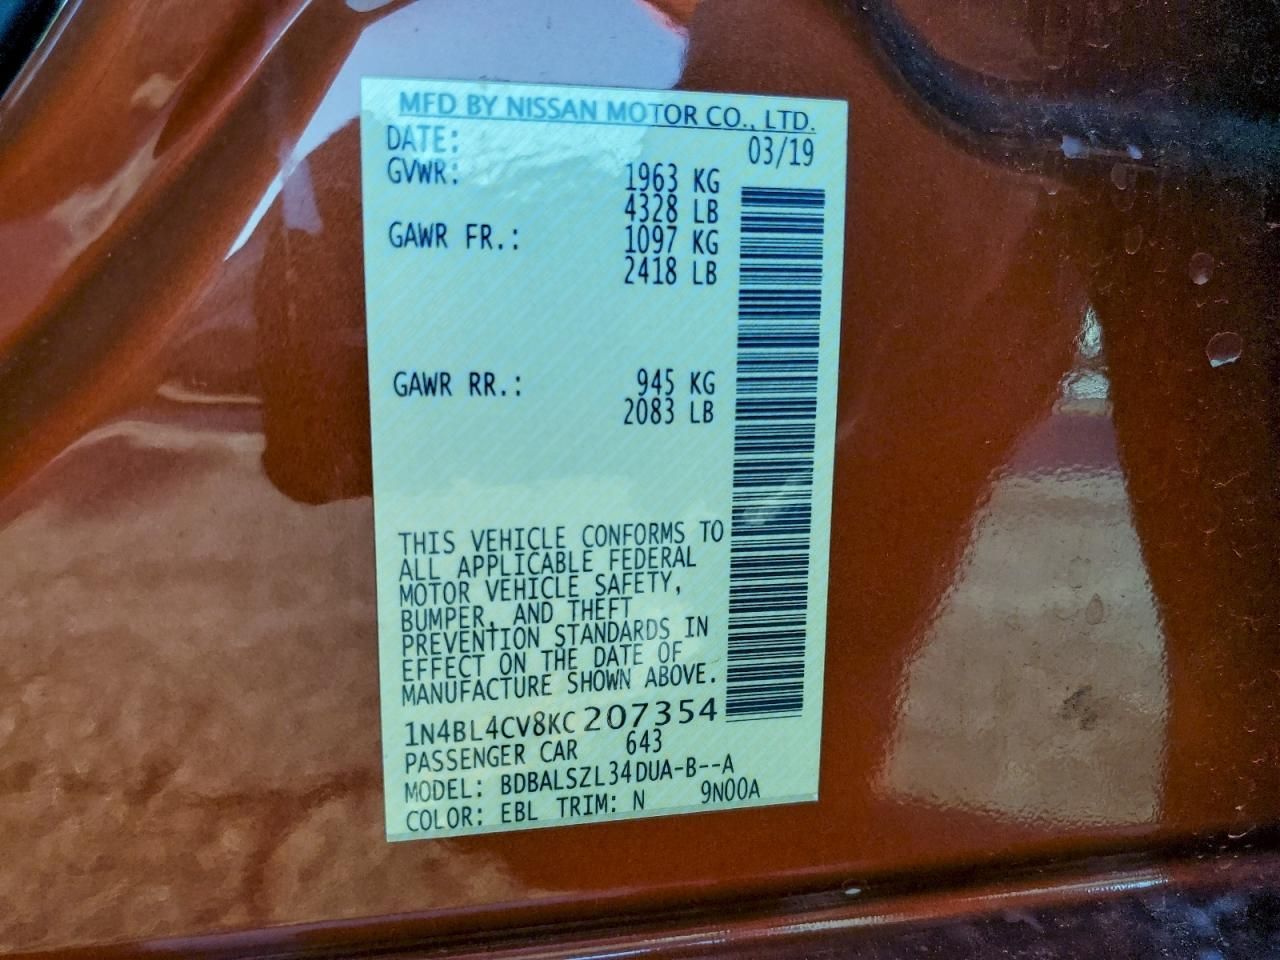 MFD BY NISSAN MOTOR CO., LTD.
DATE: 03/19
GVWR: 1963 KG
4328 LB
GAWR FR.: 1097 KG
2418 LB
GAWR RR.: 945 KG
2083 LB
THIS VEHICLE CONFORMS TO
ALL APPLICABLE FEDERAL
MOTOR VEHICLE SAFETY,
BUMPER, AND THEFT
PREVENTION STANDARDS IN
EFFECT ON THE DATE OF
MANUFACTURE SHOWN ABOVE.
1N4BL4CV8KC207354
PASSENGER CAR 643
MODEL: BDBALSZL34DUA-B--A
COLOR: EBL TRIM: N 9N00A